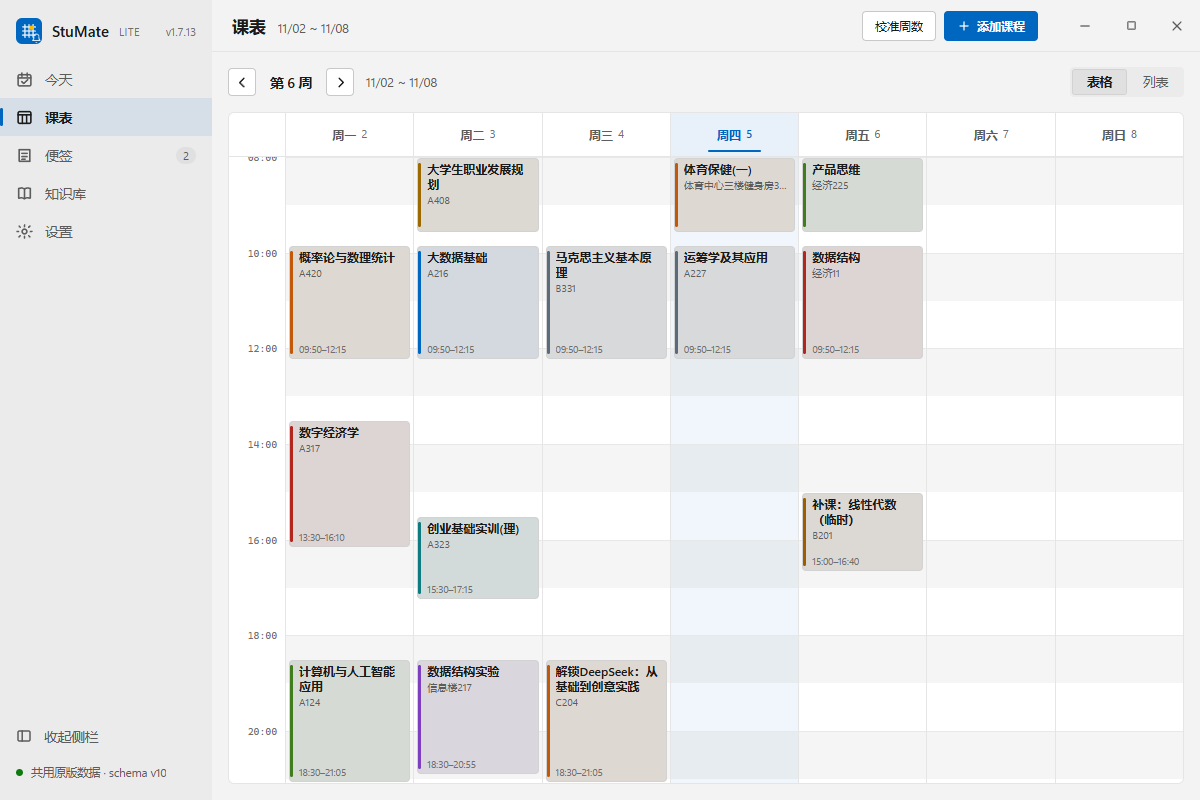 StuMate LITE v1.7.13
今天
课表
便签 2
知识库
设置
收起侧栏
共用原版数据 · schema v10
课表 11/02 ~ 11/08
校准周数
+ 添加课程
第 6 周
11/02 ~ 11/08
表格 列表
周一 2
周二 3
周三 4
周四 5
周五 6
周六 7
周日 8
08:00
10:00
12:00
14:00
16:00
18:00
20:00
大学生职业发展规
划
A408
体育保健(一)
体育中心三楼健身房3...
产品思维
经济225
概率论与数理统计
A420
09:50–12:15
大数据基础
A216
09:50–12:15
马克思主义基本原
理
B331
09:50–12:15
运筹学及其应用
A227
09:50–12:15
数据结构
经济11
09:50–12:15
数字经济学
A317
13:30–16:10
创业基础实训(理)
A323
15:30–17:15
补课：线性代数
（临时）
B201
15:00–16:40
计算机与人工智能
应用
A124
18:30–21:05
数据结构实验
信息楼217
18:30–20:55
解锁DeepSeek：从
基础到创意实践
C204
18:30–21:05